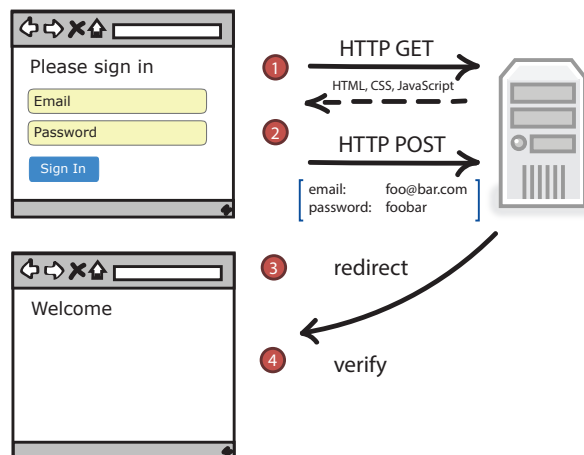 Please sign in
Email
Password
Sign In
1
HTTP GET
HTML, CSS, JavaScript
2
HTTP POST
email: foo@bar.com
password: foobar
Welcome
3
redirect
4
verify